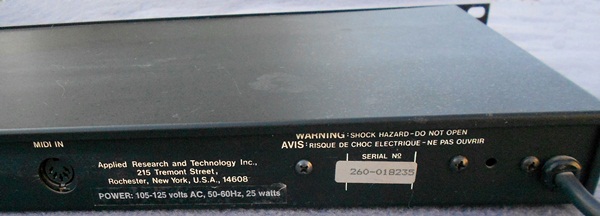 MIDI IN
Applied Research and Technology Inc.,
215 Tremont Street,
Rochester, New York, U.S.A., 14608
POWER: 105-125 volts AC, 50-60Hz, 25 watts
WARNING: SHOCK HAZARD-DO NOT OPEN
AVIS: RISQUE DE CHOC ELECTRIQUE-NE PAS OUVRIR
SERIAL Nº
260-018235